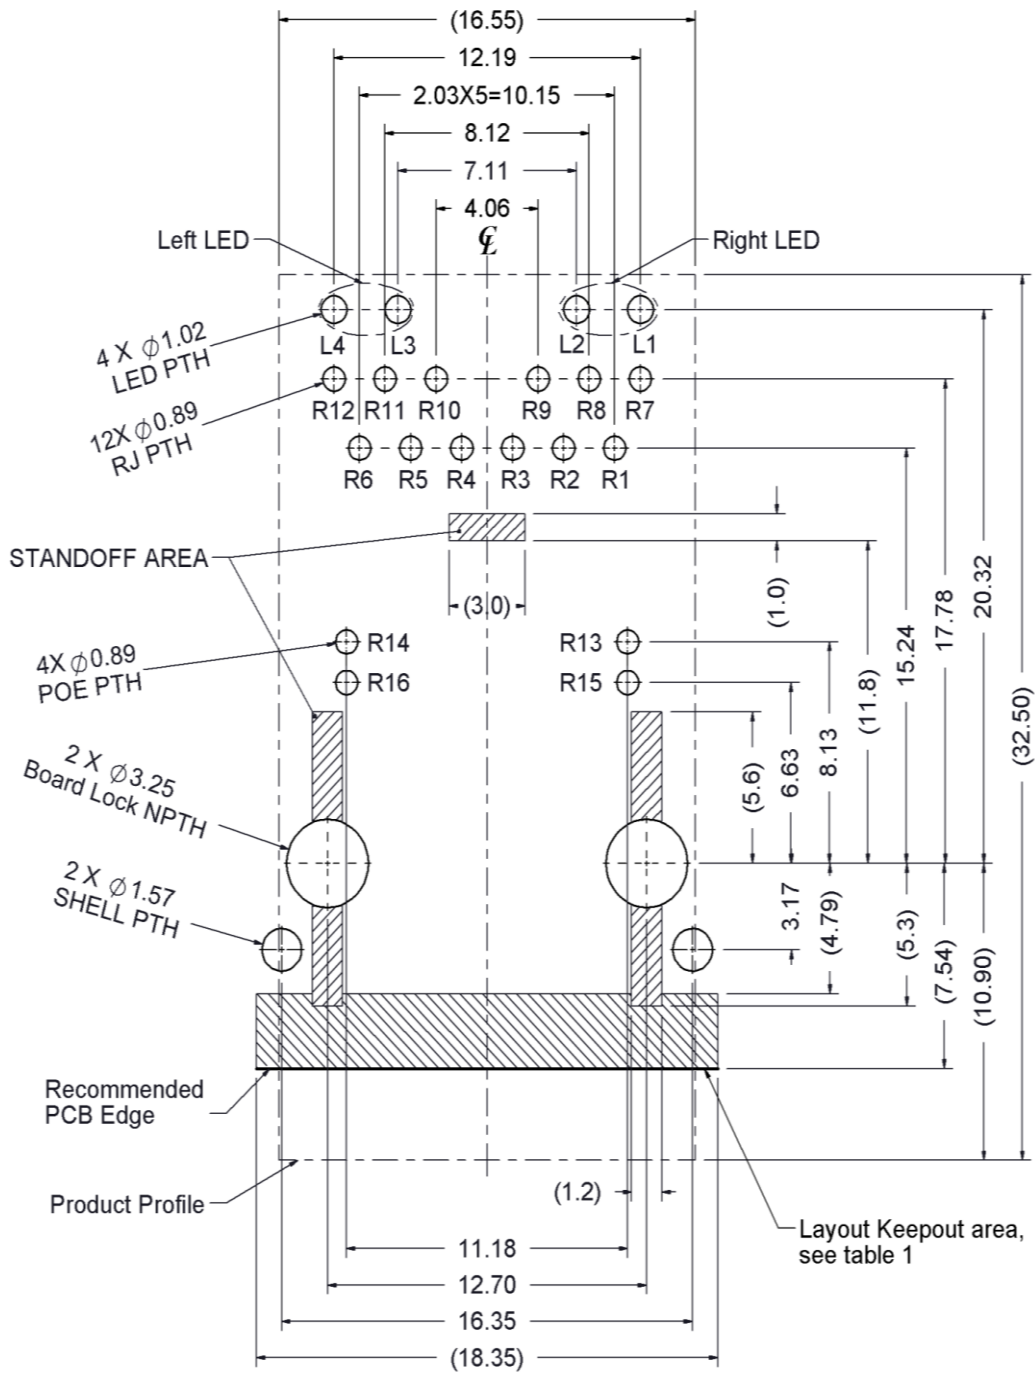 (16.55)
12.19
2.03X5=10.15
8.12
7.11
4.06
℄
Left LED
Right LED
L4
L3
L2
L1
4 X ∅1.02
LED PTH
R12
R11
R10
R9
R8
R7
12X ∅0.89
RJ PTH
R6
R5
R4
R3
R2
R1
STANDOFF AREA
(3.0)
(1.0)
R14
R13
4X ∅0.89
POE PTH
R16
R15
(11.8)
15.24
17.78
20.32
(32.50)
(5.6)
6.63
8.13
2 X ∅3.25
Board Lock NPTH
2 X ∅1.57
SHELL PTH
3.17
(4.79)
(5.3)
(7.54)
(10.90)
Recommended
PCB Edge
Product Profile
(1.2)
Layout Keepout area,
see table 1
11.18
12.70
16.35
(18.35)